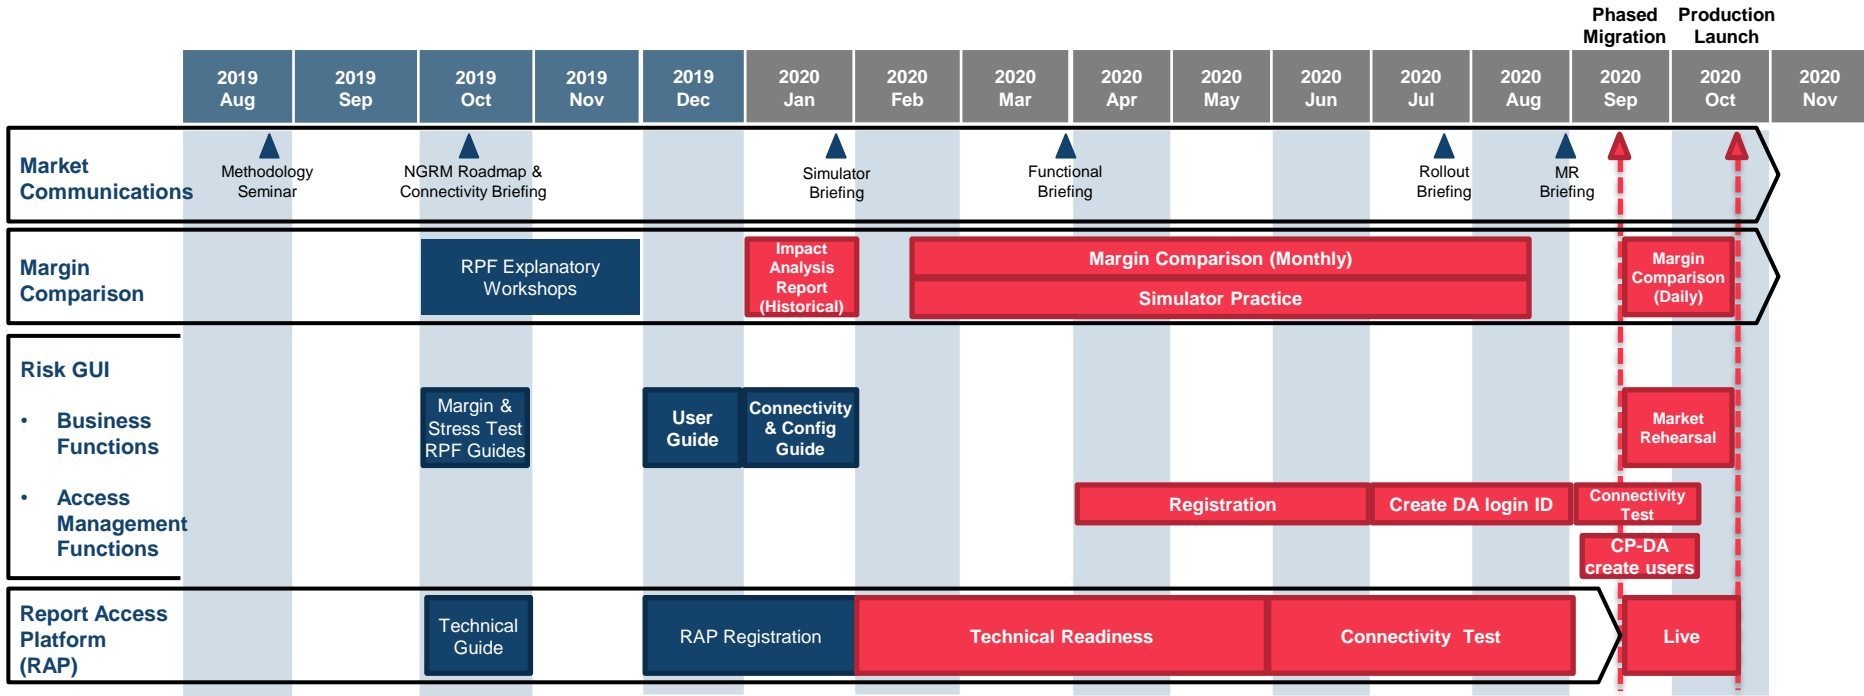 Phased
Migration
Production
Launch
2019
Aug
2019
Sep
2019
Oct
2019
Nov
2019
Dec
2020
Jan
2020
Feb
2020
Mar
2020
Apr
2020
May
2020
Jun
2020
Jul
2020
Aug
2020
Sep
2020
Oct
2020
Nov
Market
Communications
Methodology
Seminar
NGRM Roadmap &
Connectivity Briefing
Simulator
Briefing
Functional
Briefing
Rollout
Briefing
MR
Briefing
Margin
Comparison
RPF Explanatory
Workshops
Impact
Analysis
Report
(Historical)
Margin Comparison (Monthly)
Simulator Practice
Margin
Comparison
(Daily)
Risk GUI
• Business
Functions
Margin &
Stress Test
RPF Guides
User
Guide
Connectivity
& Config
Guide
Market
Rehearsal
• Access
Management
Functions
Registration
Create DA login ID
Connectivity
Test
CP-DA
create users
Report Access
Platform
(RAP)
Technical
Guide
RAP Registration
Technical Readiness
Connectivity Test
Live